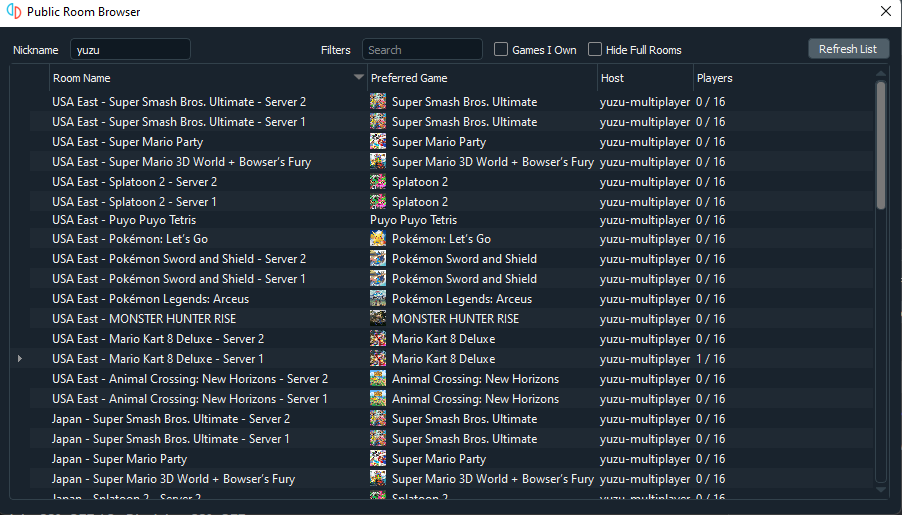 Public Room Browser
Nickname yuzu Filters Search Games I Own Hide Full Rooms Refresh List
Room Name Preferred Game Host Players
USA East - Super Smash Bros. Ultimate - Server 2 Super Smash Bros. Ultimate yuzu-multiplayer 0 / 16
USA East - Super Smash Bros. Ultimate - Server 1 Super Smash Bros. Ultimate yuzu-multiplayer 0 / 16
USA East - Super Mario Party Super Mario Party yuzu-multiplayer 0 / 16
USA East - Super Mario 3D World + Bowser's Fury Super Mario 3D World + Bowser's Fury yuzu-multiplayer 0 / 16
USA East - Splatoon 2 - Server 2 Splatoon 2 yuzu-multiplayer 0 / 16
USA East - Splatoon 2 - Server 1 Splatoon 2 yuzu-multiplayer 0 / 16
USA East - Puyo Puyo Tetris Puyo Puyo Tetris yuzu-multiplayer 0 / 16
USA East - Pokémon: Let's Go Pokémon: Let's Go yuzu-multiplayer 0 / 16
USA East - Pokémon Sword and Shield - Server 2 Pokémon Sword and Shield yuzu-multiplayer 0 / 16
USA East - Pokémon Sword and Shield - Server 1 Pokémon Sword and Shield yuzu-multiplayer 0 / 16
USA East - Pokémon Legends: Arceus Pokémon Legends: Arceus yuzu-multiplayer 0 / 16
USA East - MONSTER HUNTER RISE MONSTER HUNTER RISE yuzu-multiplayer 0 / 16
USA East - Mario Kart 8 Deluxe - Server 2 Mario Kart 8 Deluxe yuzu-multiplayer 0 / 16
USA East - Mario Kart 8 Deluxe - Server 1 Mario Kart 8 Deluxe yuzu-multiplayer 1 / 16
USA East - Animal Crossing: New Horizons - Server 2 Animal Crossing: New Horizons yuzu-multiplayer 0 / 16
USA East - Animal Crossing: New Horizons - Server 1 Animal Crossing: New Horizons yuzu-multiplayer 0 / 16
Japan - Super Smash Bros. Ultimate - Server 2 Super Smash Bros. Ultimate yuzu-multiplayer 0 / 16
Japan - Super Smash Bros. Ultimate - Server 1 Super Smash Bros. Ultimate yuzu-multiplayer 0 / 16
Japan - Super Mario Party Super Mario Party yuzu-multiplayer 0 / 16
Japan - Super Mario 3D World + Bowser's Fury Super Mario 3D World + Bowser's Fury yuzu-multiplayer 0 / 16
Japan - Splatoon 2 - Server 2 Splatoon 2 yuzu-multiplayer 0 / 16